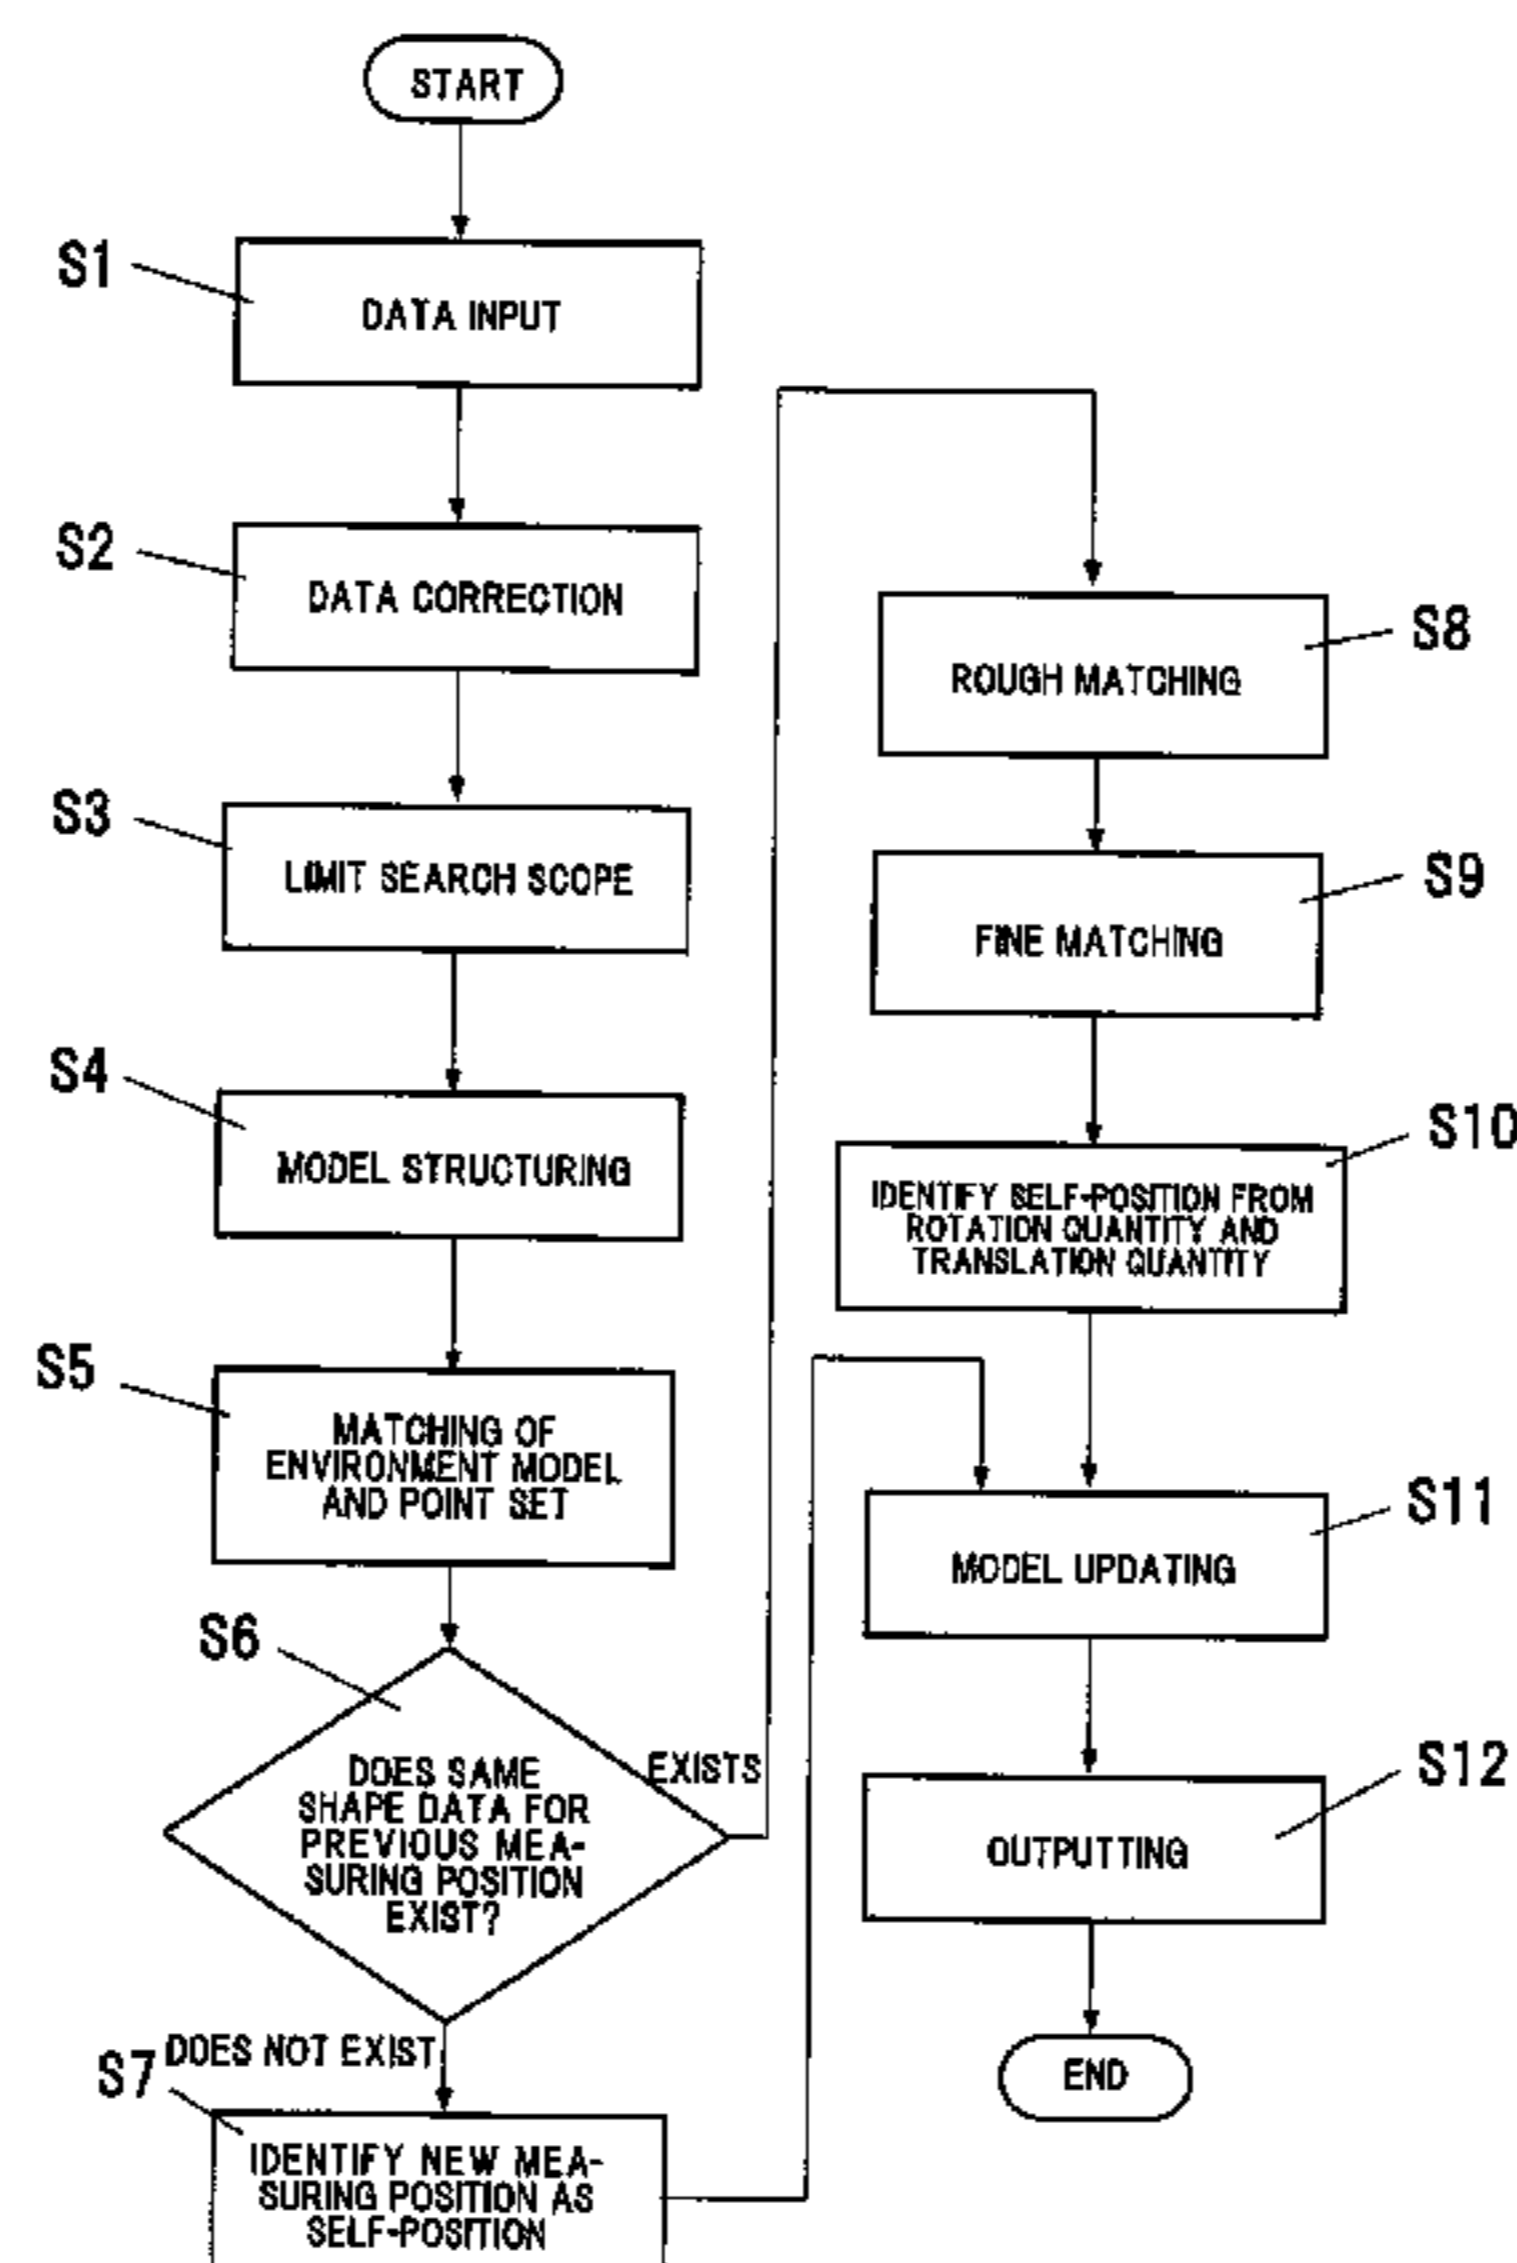 START
S1
DATA INPUT
S2
DATA CORRECTION
S3
LIMIT SEARCH SCOPE
S4
MODEL STRUCTURING
S5
MATCHING OF
ENVIRONMENT MODEL
AND POINT SET
S6
DOES SAME
SHAPE DATA FOR
PREVIOUS MEA-
SURING POSITION
EXIST?
EXISTS
DOES NOT EXIST
S7
IDENTIFY NEW MEA-
SURING POSITION AS
SELF-POSITION
S8
ROUGH MATCHING
S9
FINE MATCHING
S10
IDENTIFY SELF-POSITION FROM
ROTATION QUANTITY AND
TRANSLATION QUANTITY
S11
MODEL UPDATING
S12
OUTPUTTING
END